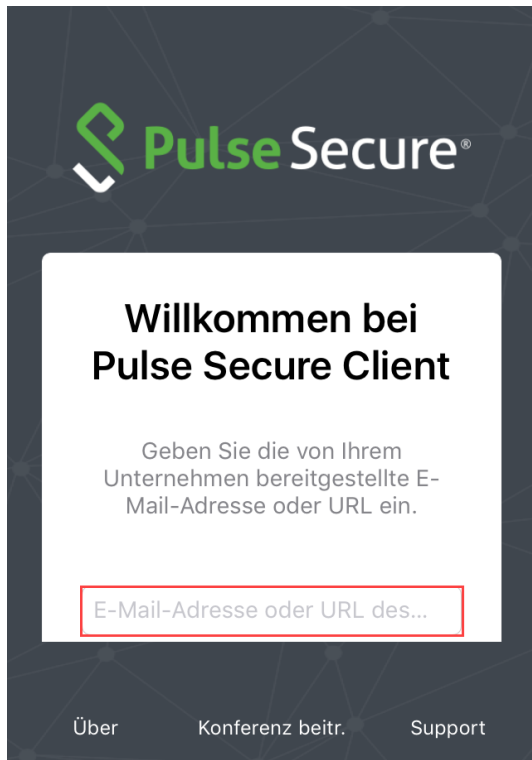 Pulse Secure®
Willkommen bei
Pulse Secure Client
Geben Sie die von Ihrem
Unternehmen bereitgestellte E-
Mail-Adresse oder URL ein.
E-Mail-Adresse oder URL des...
Über Konferenz beitr. Support